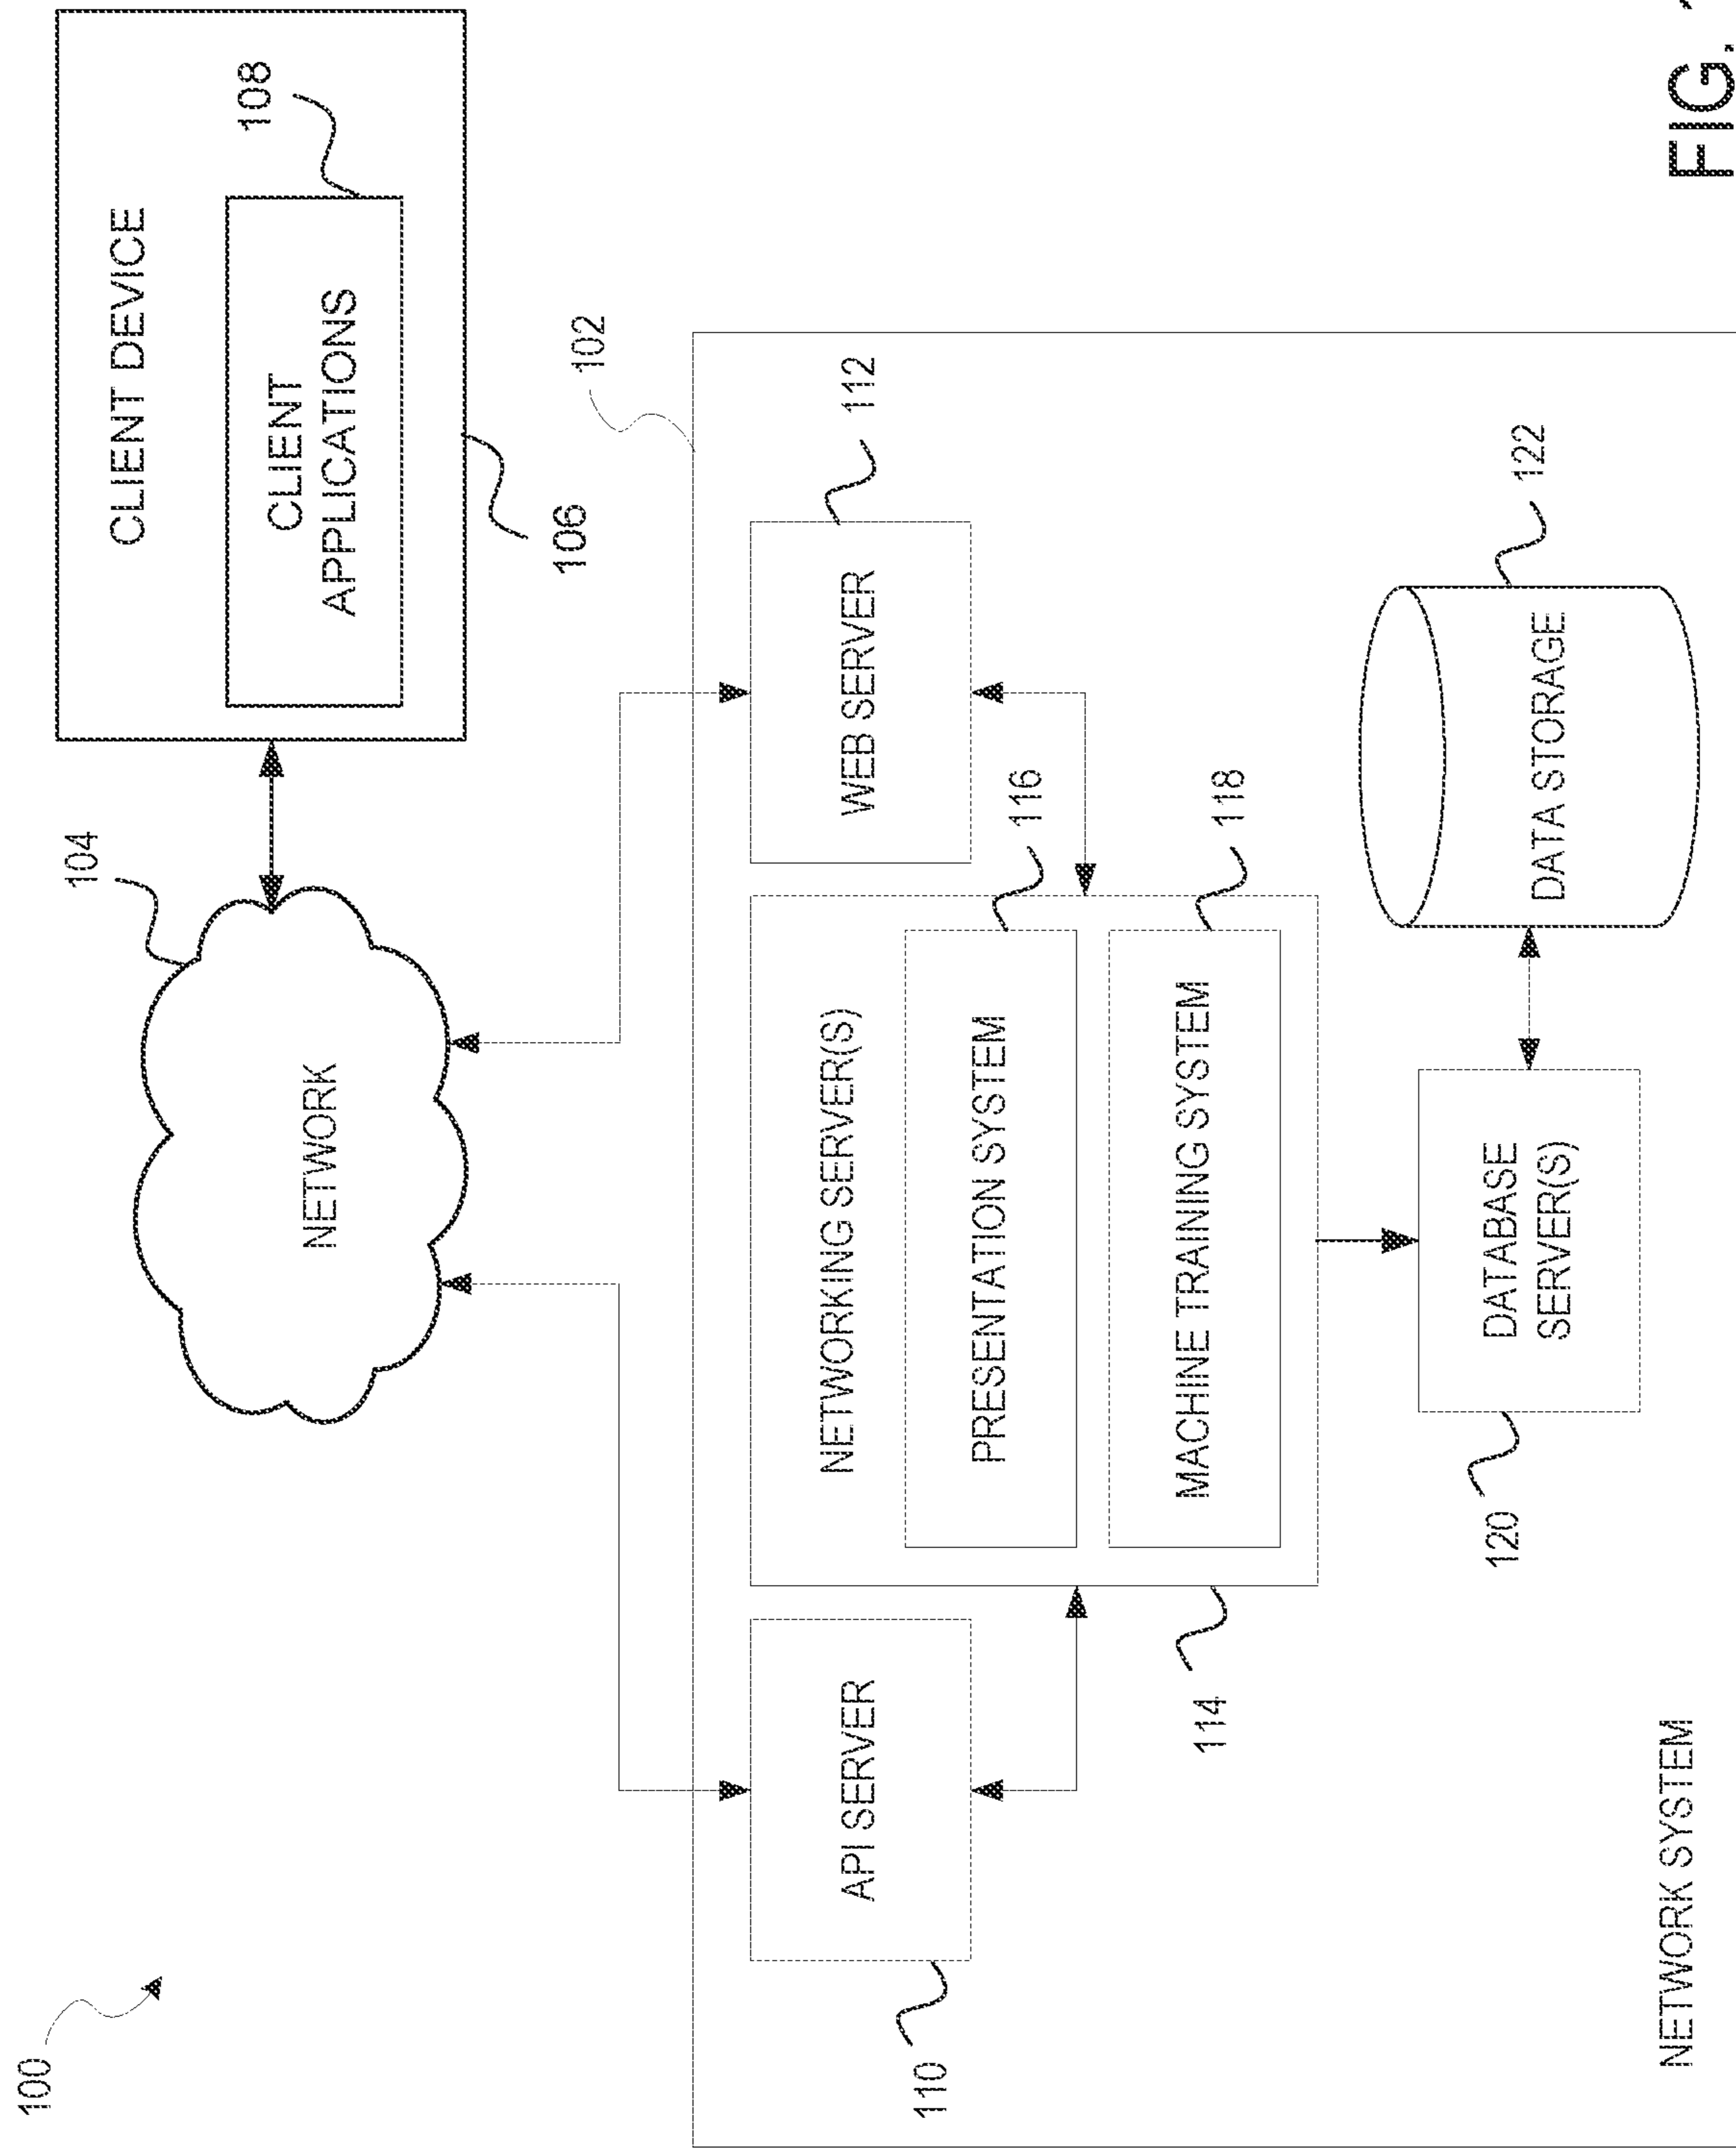 100
104
NETWORK
CLIENT DEVICE
108
CLIENT
APPLICATIONS
106
102
API SERVER
110
NETWORKING SERVER(S)
PRESENTATION SYSTEM
116
MACHINE TRAINING SYSTEM
118
114
WEB SERVER
112
DATABASE
SERVER(S)
120
DATA STORAGE
122
NETWORK SYSTEM
FIG.